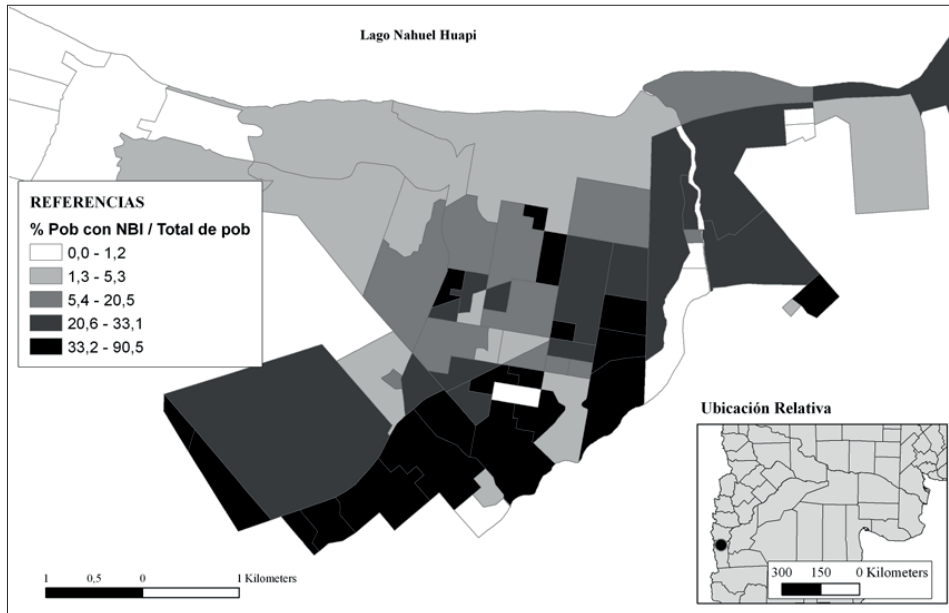 Lago Nahuel Huapi
REFERENCIAS
% Pob con NBI / Total de pob
0,0 - 1,2
1,3 - 5,3
5,4 - 20,5
20,6 - 33,1
33,2 - 90,5
Ubicación Relativa
300 150 0 Kilometers
1 0,5 0 1 Kilometers